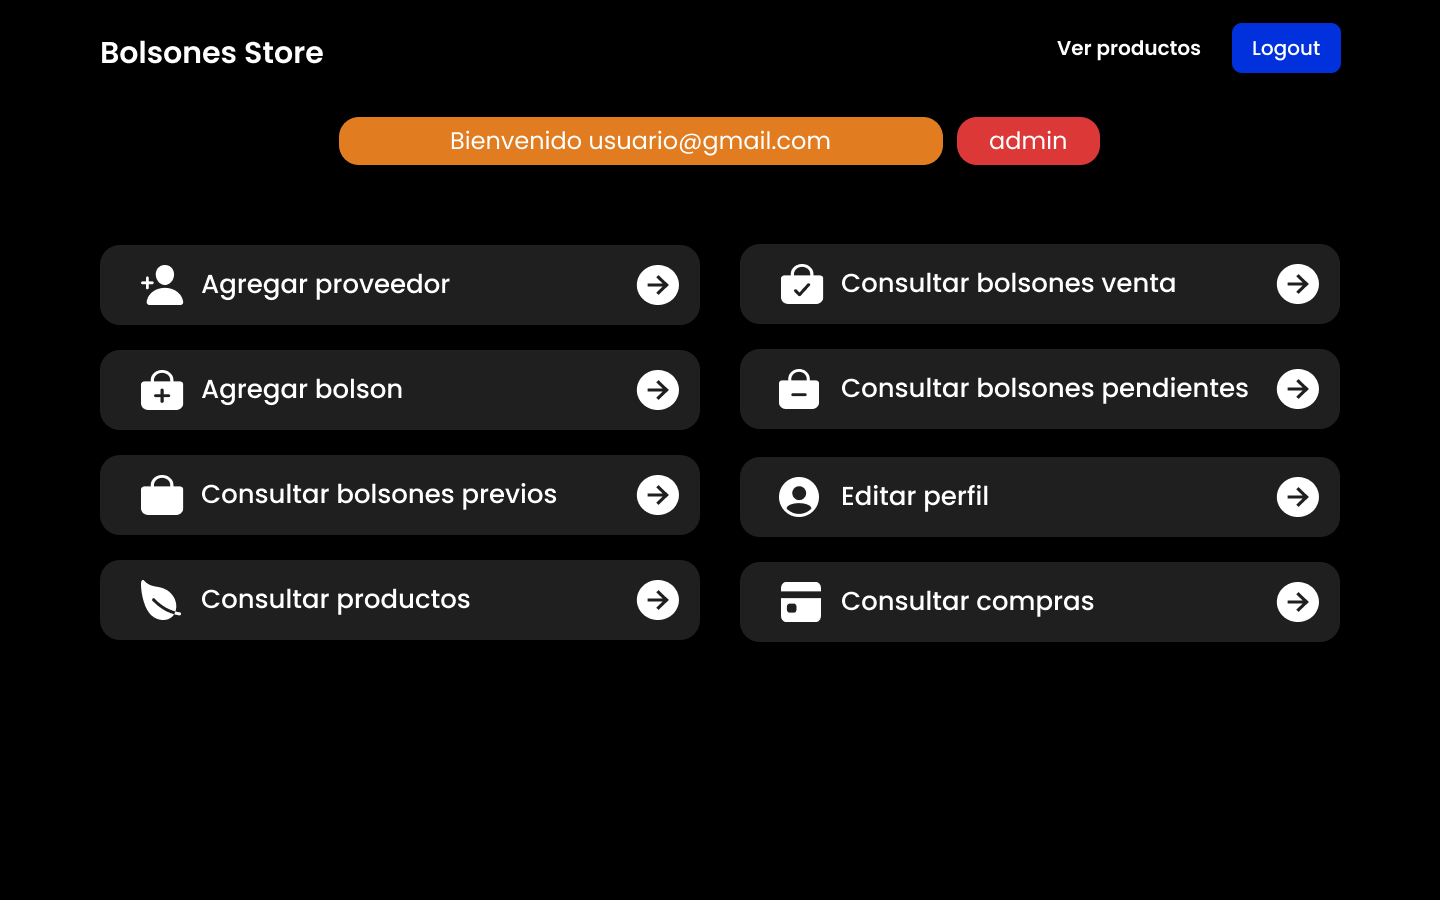 Bolsones Store
Ver productos
Logout
Bienvenido usuario@gmail.com
admin
Agregar proveedor
Consultar bolsones venta
Agregar bolson
Consultar bolsones pendientes
Consultar bolsones previos
Editar perfil
Consultar productos
Consultar compras